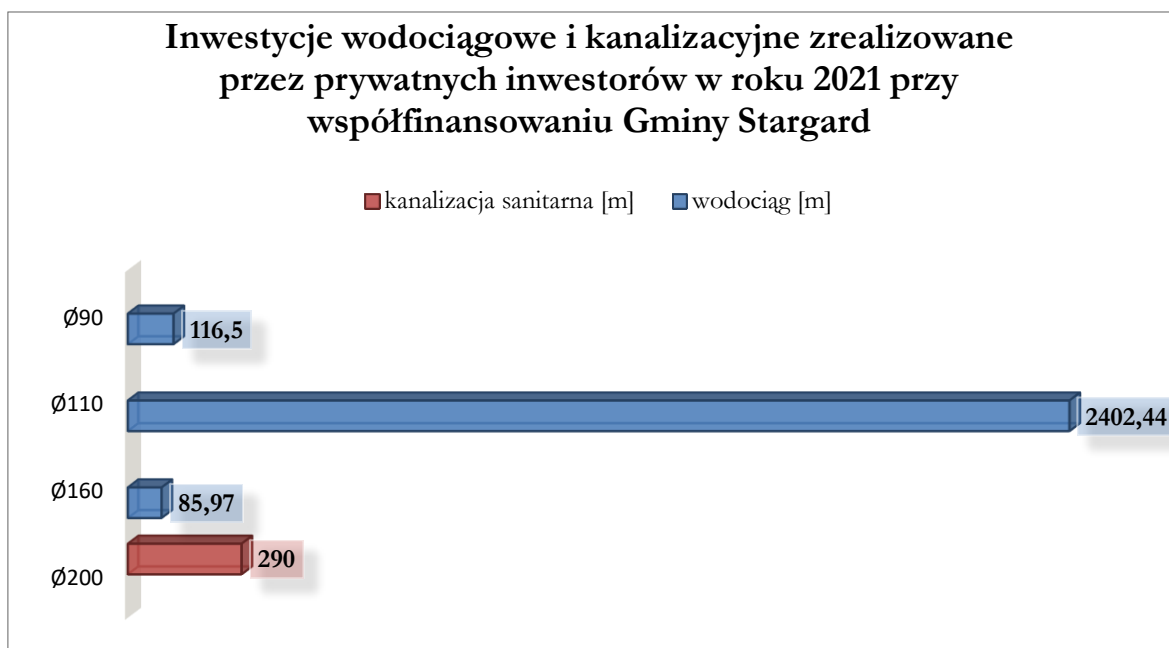 Inwestycje wodociągowe i kanalizacyjne zrealizowane
przez prywatnych inwestorów w roku 2021 przy
współfinansowaniu Gminy Stargard
kanalizacja sanitarna [m] wodociąg [m]
Ø90 116,5
Ø110 2402,44
Ø160 85,97
Ø200 290